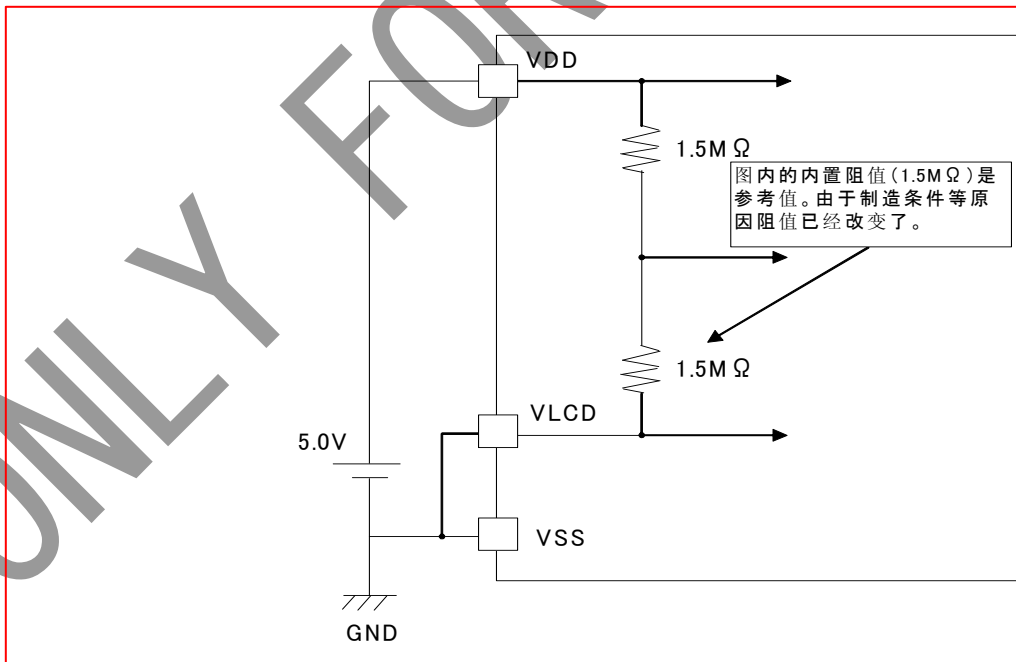 ONLY FOR
VDD
1.5MΩ
图内的内置阻值(1.5MΩ)是
参考值。由于制造条件等原
因阻值已经改变了。
1.5MΩ
VLCD
5.0V
VSS
GND